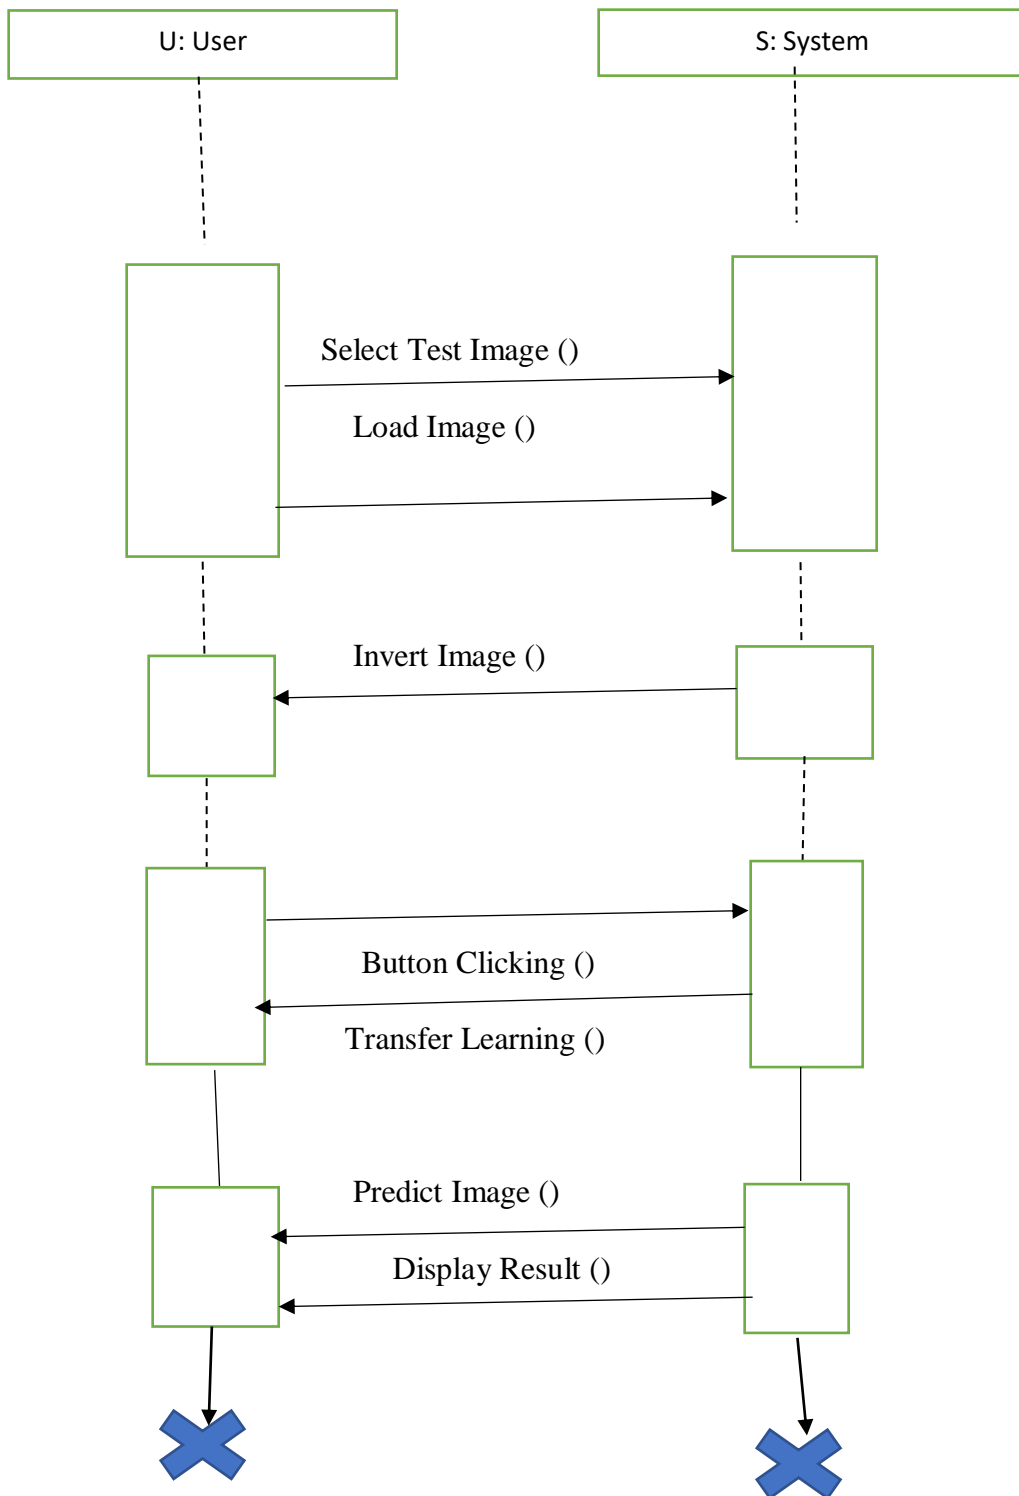 U: User
S: System
Select Test Image ()
Load Image ()
Invert Image ()
Button Clicking ()
Transfer Learning ()
Predict Image ()
Display Result ()